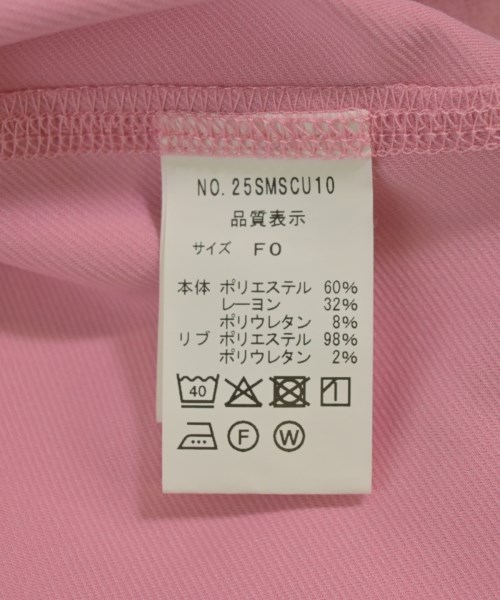 NO.25SMSCU10
品質表示
サイズ FO
本体 ポリエステル 60%
レーヨン 32%
ポリウレタン 8%
リブ ポリエステル 98%
ポリウレタン 2%
40
F W